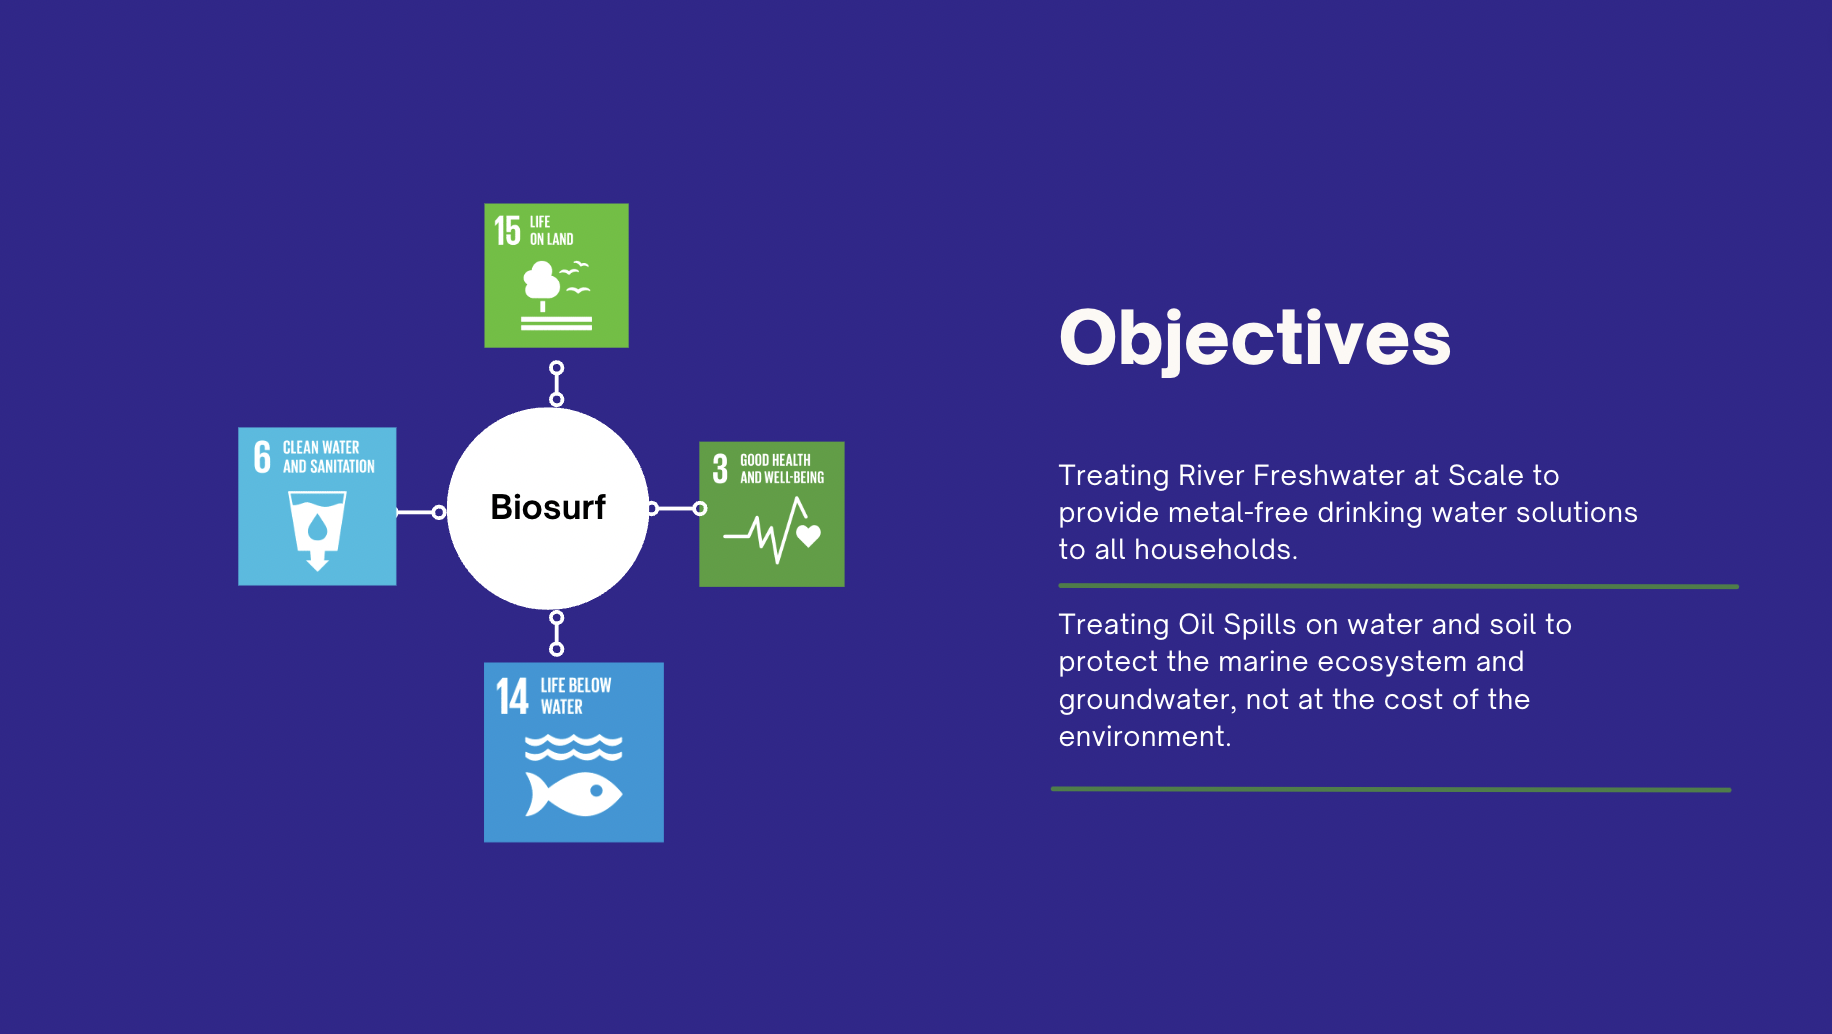 15 LIFE
ON LAND
6 CLEAN WATER
AND SANITATION
Biosurf
3 GOOD HEALTH
AND WELL-BEING
14 LIFE BELOW
WATER
Objectives
Treating River Freshwater at Scale to
provide metal-free drinking water solutions
to all households.
Treating Oil Spills on water and soil to
protect the marine ecosystem and
groundwater, not at the cost of the
environment.